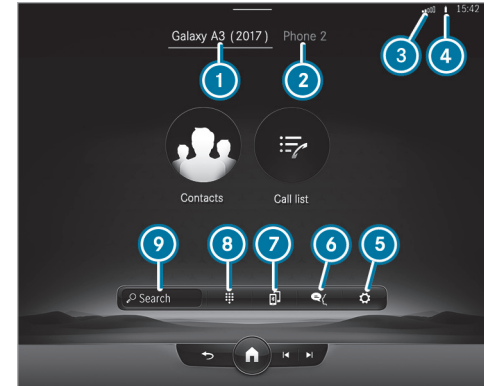 15:42
Galaxy A3 (2017) Phone 2
3 4
1 2
Contacts Call list
9 8 7 6 5
Search